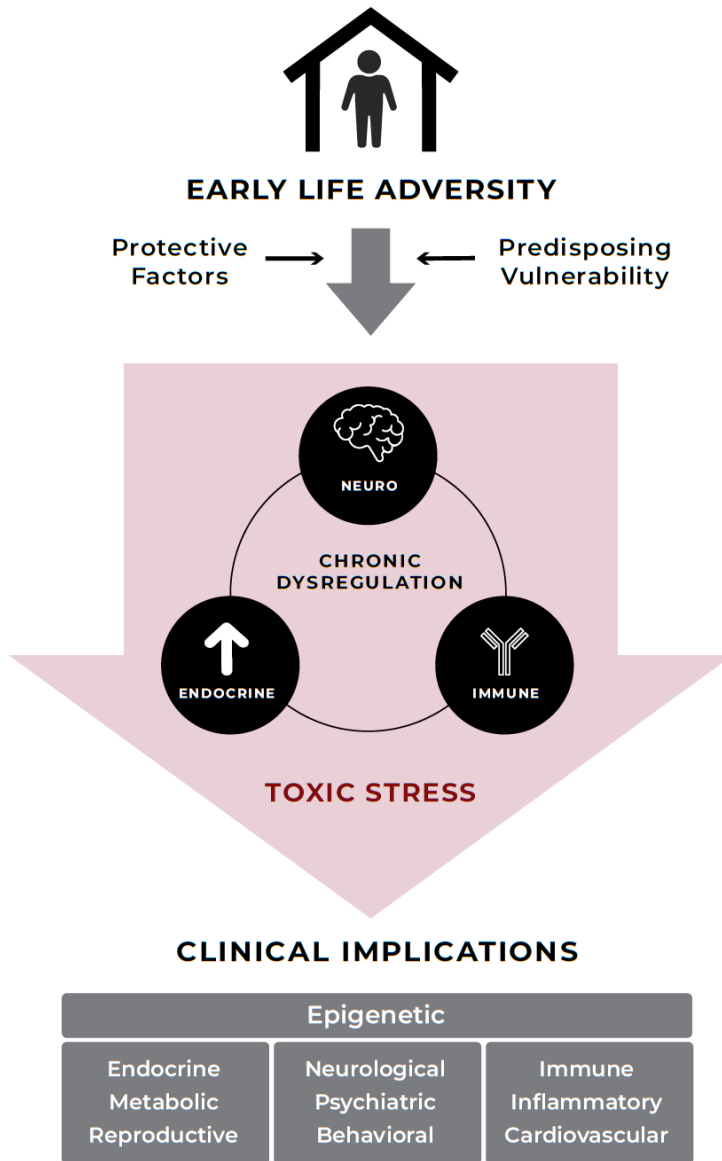 EARLY LIFE ADVERSITY
Protective
Factors
Predisposing
Vulnerability
NEURO
CHRONIC
DYSREGULATION
ENDOCRINE
IMMUNE
TOXIC STRESS
CLINICAL IMPLICATIONS
Epigenetic
Endocrine
Metabolic
Reproductive
Neurological
Psychiatric
Behavioral
Immune
Inflammatory
Cardiovascular